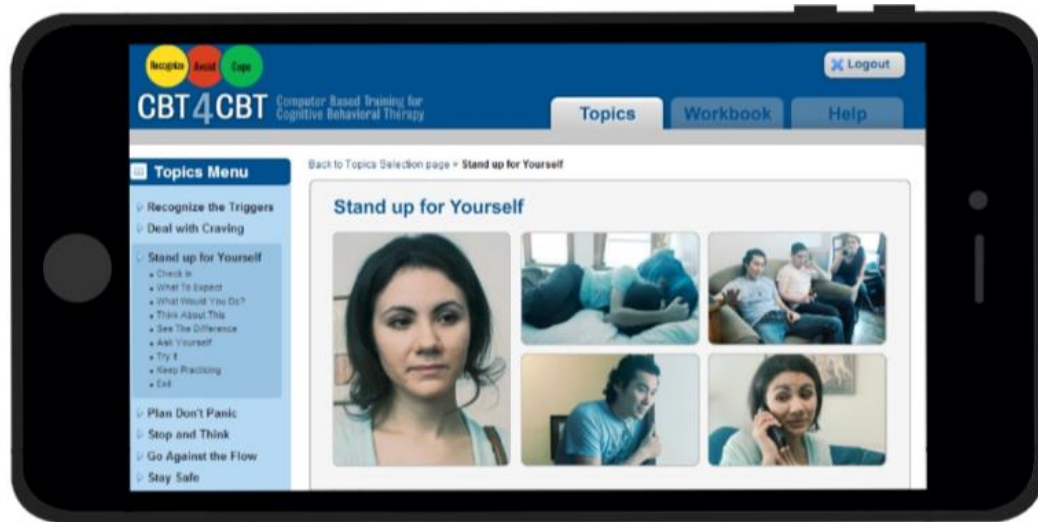 Recognize Avoid Cope
CBT4CBT
Computer Based Training for
Cognitive Behavioral Therapy
Logout
Topics
Workbook
Help
Topics Menu
Recognize the Triggers
Deal with Craving
Stand up for Yourself
Check In
What To Expect
What Would You Do?
Think About This
See The Difference
Ask Yourself
Try It
Keep Practicing
Exit
Plan Don't Panic
Stop and Think
Go Against the Flow
Stay Safe
Back to Topics Selection page » Stand up for Yourself
Stand up for Yourself